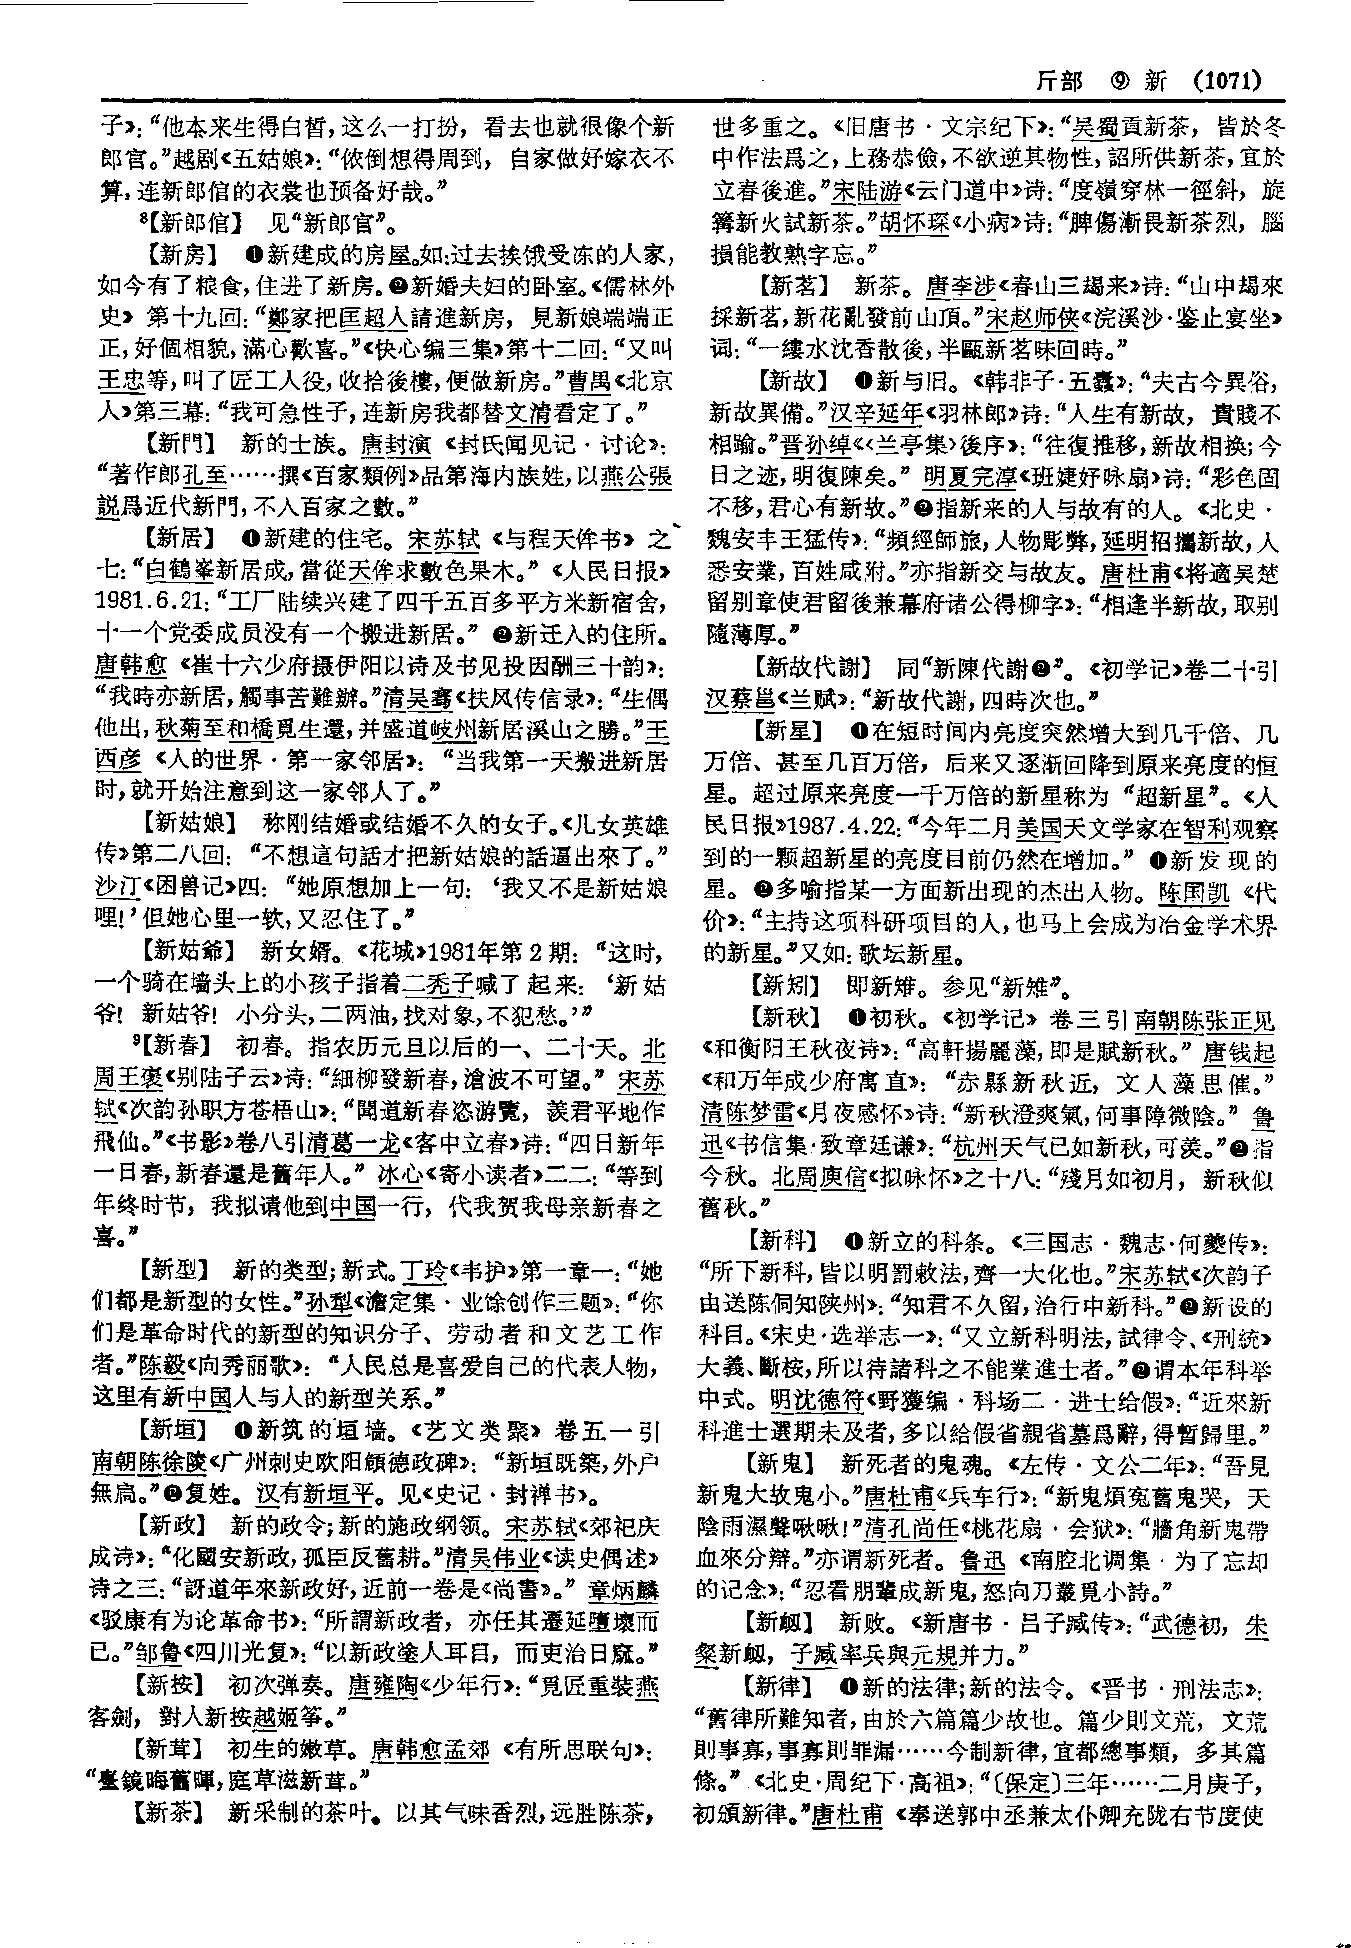 斤部　⑨　新　(1071)
子》：“他本来生得白皙，这么一打扮，看去也就很像个新
郎官。”越剧《五姑娘》：“侬倒想得周到，自家做好嫁衣不
算，连新郎倌的衣裳也预备好哉。”
⁸【新郎倌】　见“新郎官”。
【新房】　❶新建成的房屋。如：过去挨饿受冻的人家，
如今有了粮食，住进了新房。❷新婚夫妇的卧室。《儒林外
史》第十九回：“鄭家把匡超人請進新房，見新娘端端正
正，好個相貌，滿心歡喜。”《快心编三集》第十二回：“又叫
王忠等，叫了匠工人役，收拾後樓，便做新房。”曹禺《北京
人》第三幕：“我可急性子，连新房我都替文清看定了。”
【新門】　新的士族。唐封演《封氏闻见记·讨论》：
“著作郎孔至……撰《百家類例》品第海内族姓，以燕公張
説爲近代新門，不入百家之數。”
【新居】　❶新建的住宅。宋苏轼《与程天侔书》之
七：“白鶴峯新居成，當從天侔求數色果木。”《人民日报》
1981.6.21：“工厂陆续兴建了四千五百多平方米新宿舍，
十一个党委成员没有一个搬进新居。”❷新迁入的住所。
唐韩愈《崔十六少府摄伊阳以诗及书见投因酬三十韵》：
“我時亦新居，觸事苦難辦。”清吴骞《扶风传信录》：“生偶
他出，秋菊至和橋覓生還，并盛道岐州新居溪山之勝。”王
西彦《人的世界·第一家邻居》：“当我第一天搬进新居
时，就开始注意到这一家邻人了。”
【新姑娘】　称刚结婚或结婚不久的女子。《儿女英雄
传》第二八回：“不想這句話才把新姑娘的話逼出來了。”
沙汀《困兽记》四：“她原想加上一句：‘我又不是新姑娘
哩！’但她心里一软，又忍住了。”
【新姑爺】　新女婿。《花城》1981年第2期：“这时，
一个骑在墙头上的小孩子指着二秃子喊了起来：‘新姑
爷！新姑爷！小分头，二两油，找对象，不犯愁。’”
⁹【新春】　初春。指农历元旦以后的一、二十天。北
周王褒《别陆子云》诗：“細柳發新春，滄波不可望。”宋苏
轼《次韵孙职方苍梧山》：“聞道新春恣游覽，羨君平地作
飛仙。”《书影》卷八引清葛一龙《客中立春》诗：“四日新年
一日春，新春還是舊年人。”冰心《寄小读者》二二：“等到
年终时节，我拟请他到中国一行，代我贺我母亲新春之
喜。”
【新型】　新的类型；新式。丁玲《韦护》第一章一：“她
们都是新型的女性。”孙犁《澹定集·业馀创作三题》：“你
们是革命时代的新型的知识分子、劳动者和文艺工作
者。”陈毅《向秀丽歌》：“人民总是喜爱自己的代表人物，
这里有新中国人与人的新型关系。”
【新垣】　❶新筑的垣墙。《艺文类聚》卷五一引
南朝陈徐陵《广州刺史欧阳頠德政碑》：“新垣既築，外户
無扃。”❷复姓。汉有新垣平。见《史记·封禅书》。
【新政】　新的政令；新的施政纲领。宋苏轼《郊祀庆
成诗》：“化國安新政，孤臣反舊耕。”清吴伟业《读史偶述》
诗之三：“訝道年來新政好，近前一卷是《尚書》。”章炳麟
《驳康有为论革命书》：“所謂新政者，亦任其遷延墮壞而
已。”邹鲁《四川光复》：“以新政塗人耳目，而吏治日窳。”
【新按】　初次弹奏。唐雍陶《少年行》：“覓匠重裝燕
客劍，對人新按越姬筝。”
【新茸】　初生的嫩草。唐韩愈孟郊《有所思联句》：
“臺鏡晦舊暉，庭草滋新茸。”
【新茶】　新采制的茶叶。以其气味香烈，远胜陈茶，
世多重之。《旧唐书·文宗纪下》：“吴蜀貢新茶，皆於冬
中作法爲之，上務恭儉，不欲逆其物性，詔所供新茶，宜於
立春後進。”宋陆游《云门道中》诗：“度嶺穿林一徑斜，旋
篝新火試新茶。”胡怀琛《小病》诗：“脾傷漸畏新茶烈，腦
損能教熟字忘。”
【新茗】　新茶。唐李涉《春山三朅来》诗：“山中朅來
採新茗，新花亂發前山頂。”宋赵师侠《浣溪沙·鉴止宴坐》
词：“一缕水沈香散後，半甌新茗味回時。”
【新故】　❶新与旧。《韩非子·五蠹》：“夫古今異俗，
新故異備。”汉辛延年《羽林郎》诗：“人生有新故，貴賤不
相踰。”晋孙绰《〈兰亭集〉後序》：“往復推移，新故相换；今
日之迹，明復陳矣。”明夏完淳《班婕妤咏扇》诗：“彩色固
不移，君心有新故。”❷指新来的人与故有的人。《北史·
魏安丰王猛传》：“頻經師旅，人物彫弊，延明招攜新故，人
悉安業，百姓咸附。”亦指新交与故友。唐杜甫《将適吴楚
留别章使君留後兼幕府诸公得柳字》：“相逢半新故，取别
隨薄厚。”
【新故代謝】　同“新陳代謝❷”。《初学记》卷二十引
汉蔡邕《兰赋》：“新故代謝，四時次也。”
【新星】　❶在短时间内亮度突然增大到几千倍、几
万倍、甚至几百万倍，后来又逐渐回降到原来亮度的恒
星。超过原来亮度一千万倍的新星称为“超新星”。《人
民日报》1987.4.22：“今年二月美国天文学家在智利观察
到的一颗超新星的亮度目前仍然在增加。”❶新发现的
星。❷多喻指某一方面新出现的杰出人物。陈国凯《代
价》：“主持这项科研项目的人，也马上会成为冶金学术界
的新星。”又如：歌坛新星。
【新矧】　即新雉。参见“新雉”。
【新秋】　❶初秋。《初学记》卷三引南朝陈张正见
《和衡阳王秋夜诗》：“高軒揚麗藻，即是賦新秋。”唐钱起
《和万年成少府寓直》：“赤縣新秋近，文人藻思催。”
清陈梦雷《月夜感怀》诗：“新秋澄爽氣，何事障微陰。”鲁
迅《书信集·致章廷谦》：“杭州天气已如新秋，可羡。”❷指
今秋。北周庾信《拟咏怀》之十八：“殘月如初月，新秋似
舊秋。”
【新科】　❶新立的科条。《三国志·魏志·何夔传》：
“所下新科，皆以明罰敕法，齊一大化也。”宋苏轼《次韵子
由送陈侗知陕州》：“知君不久留，治行中新科。”❷新设的
科目。《宋史·选举志一》：“又立新科明法，試律令、《刑統》
大義、斷桉，所以待諸科之不能業進士者。”❷谓本年科举
中式。明沈德符《野獲编·科场二·进士给假》：“近來新
科進士選期未及者，多以給假省親省墓爲辭，得暫歸里。”
【新鬼】　新死者的鬼魂。《左传·文公二年》：“吾見
新鬼大故鬼小。”唐杜甫《兵车行》：“新鬼煩冤舊鬼哭，天
陰雨濕聲啾啾！”清孔尚任《桃花扇·会狱》：“牆角新鬼帶
血來分辯。”亦谓新死者。鲁迅《南腔北调集·为了忘却
的记念》：“忍看朋輩成新鬼，怒向刀叢覓小詩。”
【新衂】　新败。《新唐书·吕子臧传》：“武德初，朱
粲新衂，子臧率兵與元規并力。”
【新律】　❶新的法律；新的法令。《晋书·刑法志》：
“舊律所難知者，由於六篇篇少故也。篇少則文荒，文荒
則事寡，事寡則罪漏……今制新律，宜都總事類，多其篇
條。”《北史·周纪下·高祖》：“〔保定〕三年……二月庚子，
初頒新律。”唐杜甫《奉送郭中丞兼太仆卿充陇右节度使